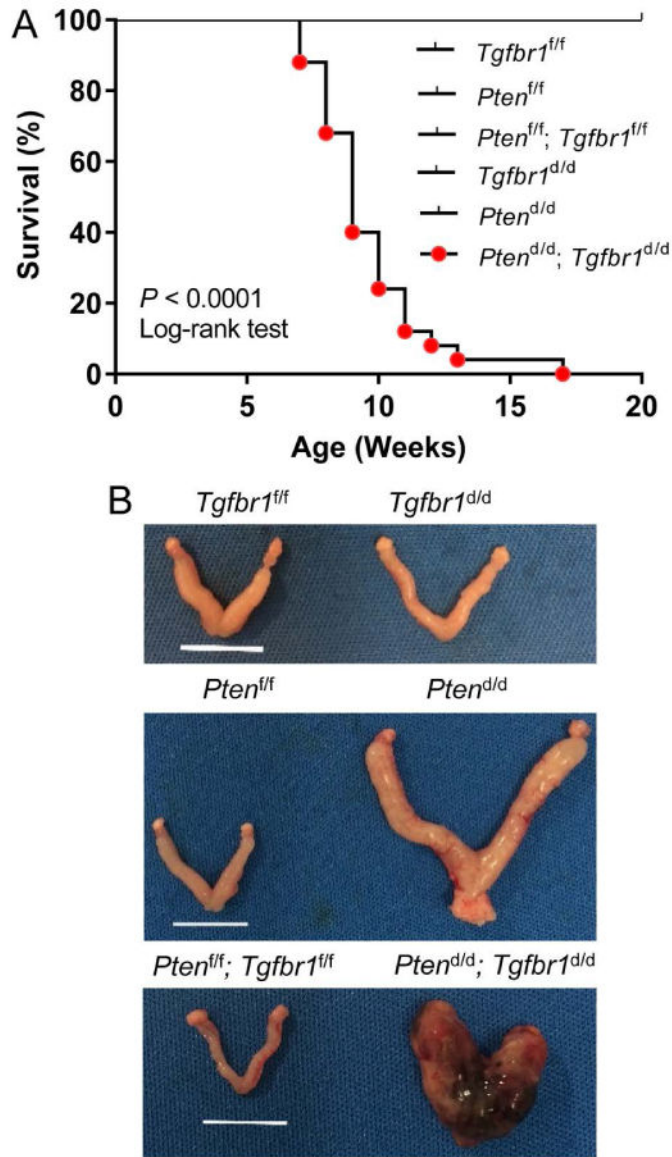 A
Survival (%)
100
80
60
40
20
0
0 5 10 15 20
Age (Weeks)
Tgfbr1f/f
Ptenf/f
Ptenf/f; Tgfbr1f/f
Tgfbr1d/d
Ptend/d
Ptend/d; Tgfbr1d/d
P < 0.0001
Log-rank test
B
Tgfbr1f/f Tgfbr1d/d
Ptenf/f Ptend/d
Ptenf/f; Tgfbr1f/f Ptend/d; Tgfbr1d/d